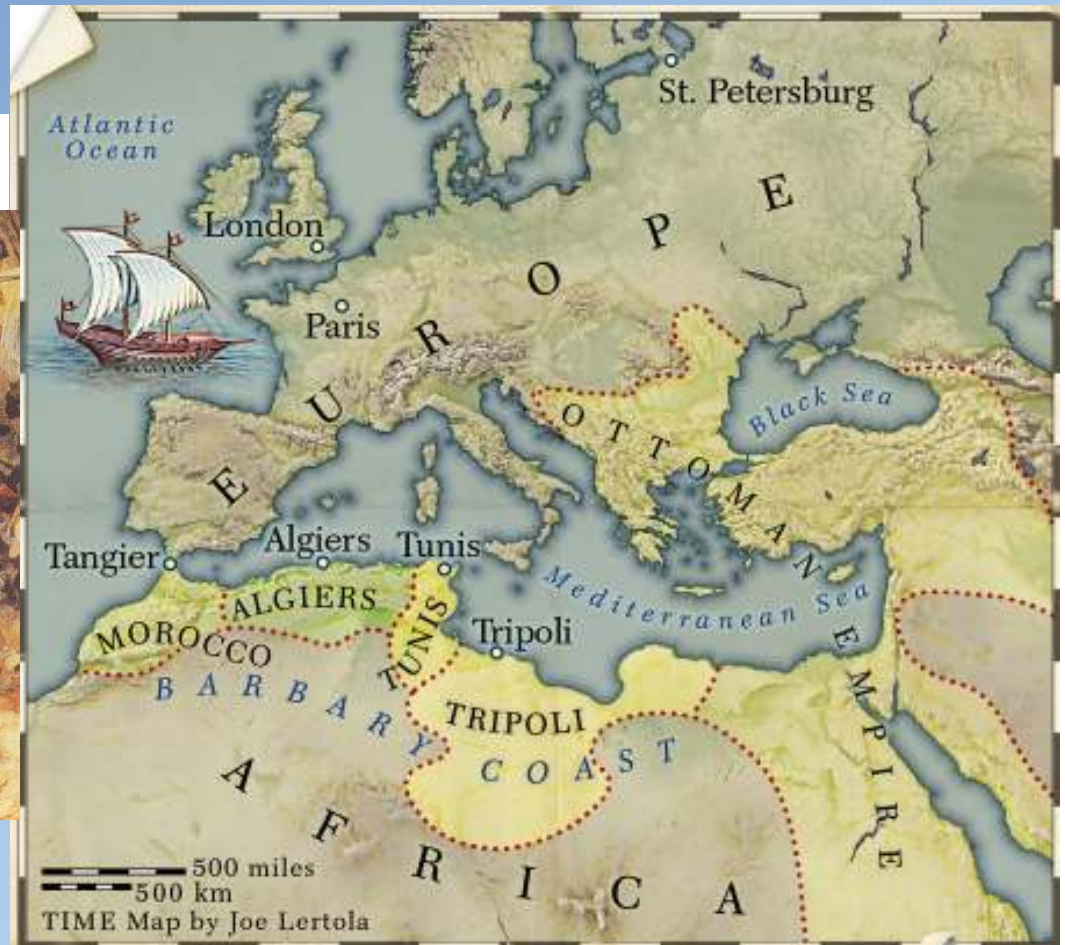 St. Petersburg
Atlantic
Ocean
London
Paris
EUROPE
Black Sea
OTTOMAN EMPIRE
Tangier
Algiers
Tunis
Mediterranean Sea
ALGIERS
MOROCCO
TUNIS
Tripoli
TRIPOLI
BARBARY COAST
AFRICA
500 miles
500 km
TIME Map by Joe Lertola